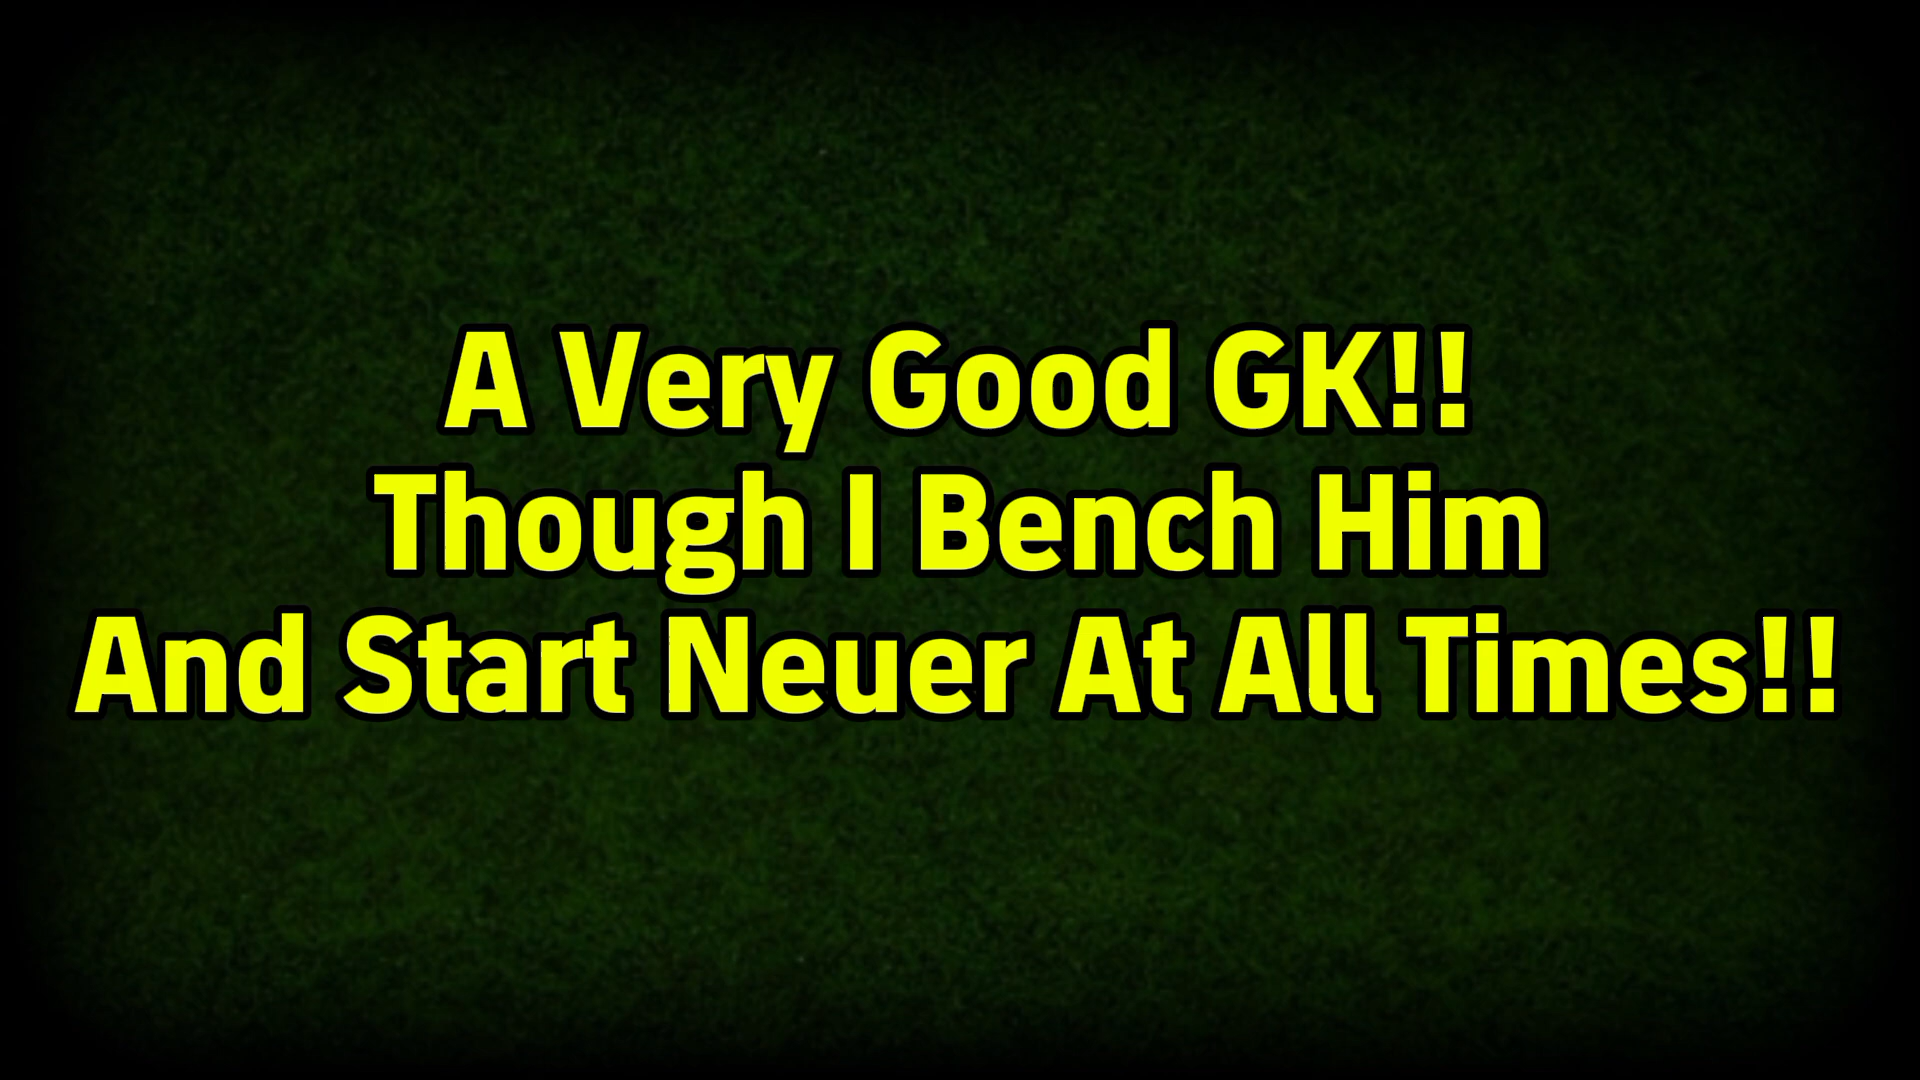 A Very Good GK!!
Though I Bench Him
And Start Neuer At All Times!!